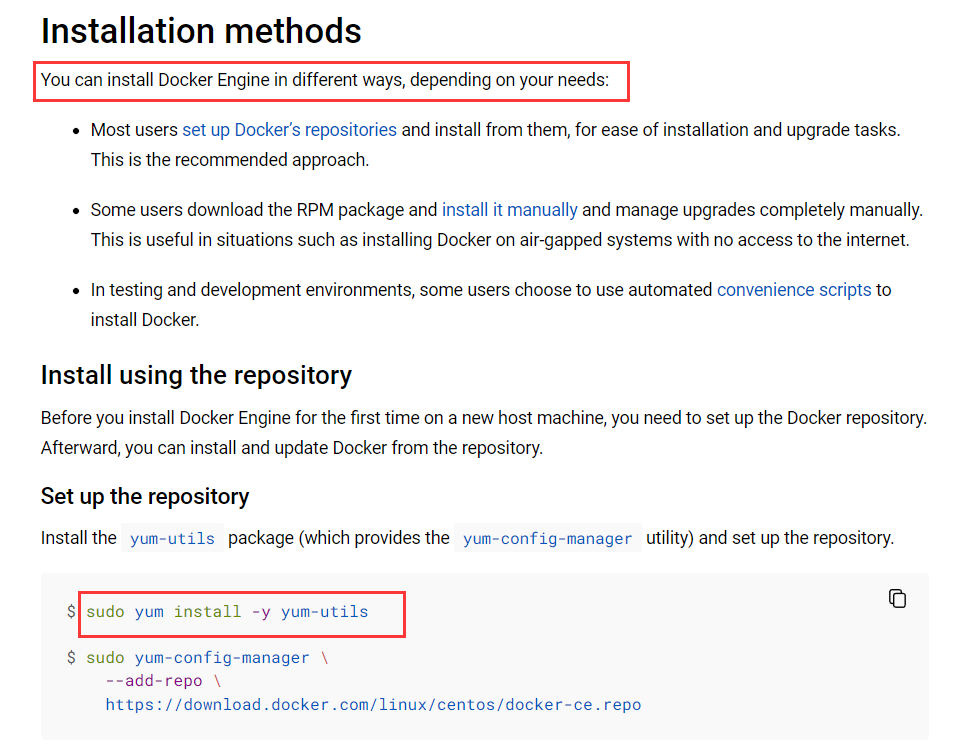 Installation methods
You can install Docker Engine in different ways, depending on your needs:
• Most users set up Docker’s repositories and install from them, for ease of installation and upgrade tasks.
This is the recommended approach.
• Some users download the RPM package and install it manually and manage upgrades completely manually.
This is useful in situations such as installing Docker on air-gapped systems with no access to the internet.
• In testing and development environments, some users choose to use automated convenience scripts to
install Docker.
Install using the repository
Before you install Docker Engine for the first time on a new host machine, you need to set up the Docker repository.
Afterward, you can install and update Docker from the repository.
Set up the repository
Install the yum-utils package (which provides the yum-config-manager utility) and set up the repository.
$ sudo yum install -y yum-utils
$ sudo yum-config-manager \
--add-repo \
https://download.docker.com/linux/centos/docker-ce.repo